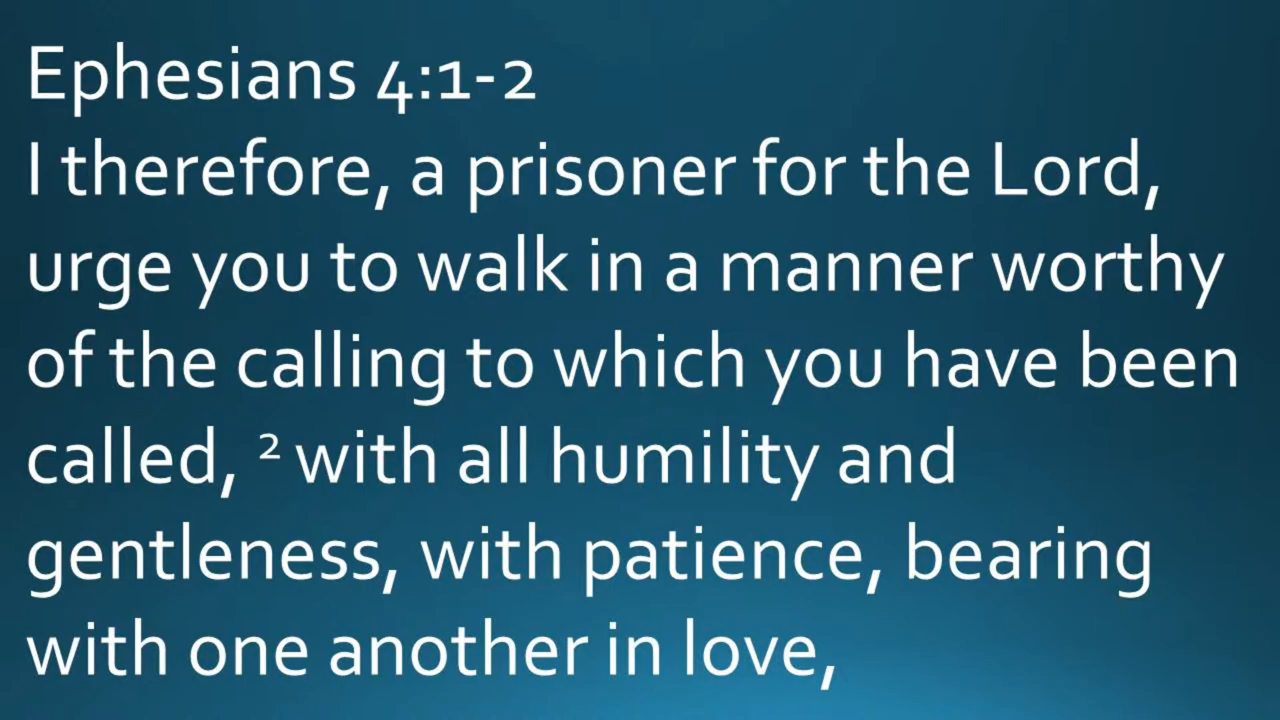 Ephesians 4:1-2
I therefore, a prisoner for the Lord,
urge you to walk in a manner worthy
of the calling to which you have been
called, ² with all humility and
gentleness, with patience, bearing
with one another in love,